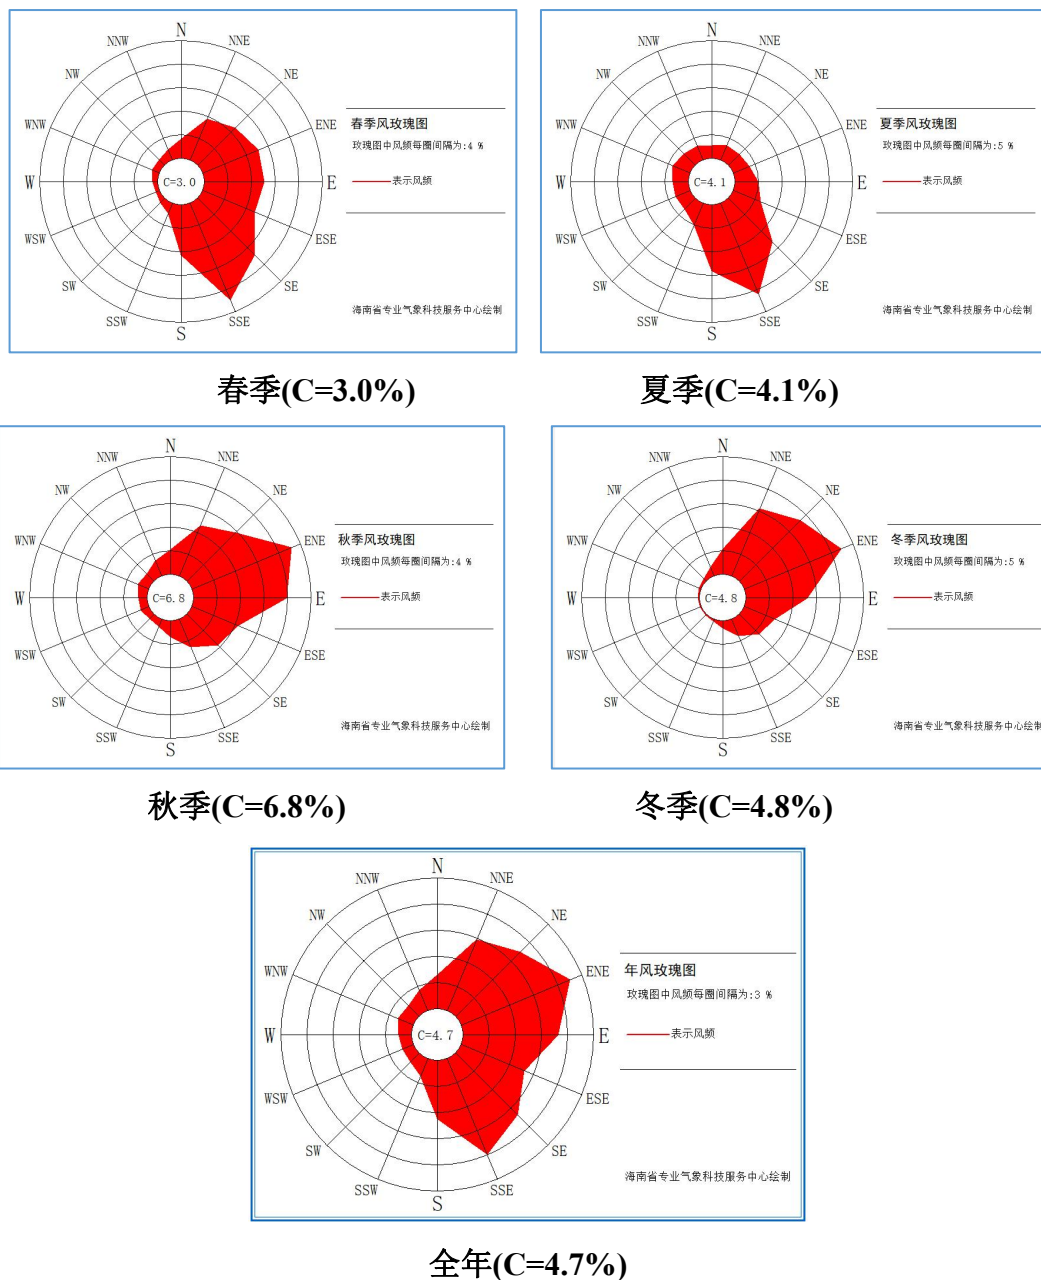 N
NNW
NNE
NW
NE
WNW
ENE
W
E
WSW
ESE
SW
SE
SSW
SSE
S
C=3.0
春季风玫瑰图
玫瑰图中风频每圈间隔为:4 %
表示风频
海南省专业气象科技服务中心绘制
N
NNW
NNE
NW
NE
WNW
ENE
W
E
WSW
ESE
SW
SE
SSW
SSE
S
C=4.1
夏季风玫瑰图
玫瑰图中风频每圈间隔为:5 %
表示风频
海南省专业气象科技服务中心绘制
春季(C=3.0%)
夏季(C=4.1%)
N
NNW
NNE
NW
NE
WNW
ENE
W
E
WSW
ESE
SW
SE
SSW
SSE
S
C=6.8
秋季风玫瑰图
玫瑰图中风频每圈间隔为:4 %
表示风频
海南省专业气象科技服务中心绘制
N
NNW
NNE
NW
NE
WNW
ENE
W
E
WSW
ESE
SW
SE
SSW
SSE
S
C=4.8
冬季风玫瑰图
玫瑰图中风频每圈间隔为:5 %
表示风频
海南省专业气象科技服务中心绘制
秋季(C=6.8%)
冬季(C=4.8%)
N
NNW
NNE
NW
NE
WNW
ENE
W
E
WSW
ESE
SW
SE
SSW
SSE
S
C=4.7
年风玫瑰图
玫瑰图中风频每圈间隔为:3 %
表示风频
海南省专业气象科技服务中心绘制
全年(C=4.7%)